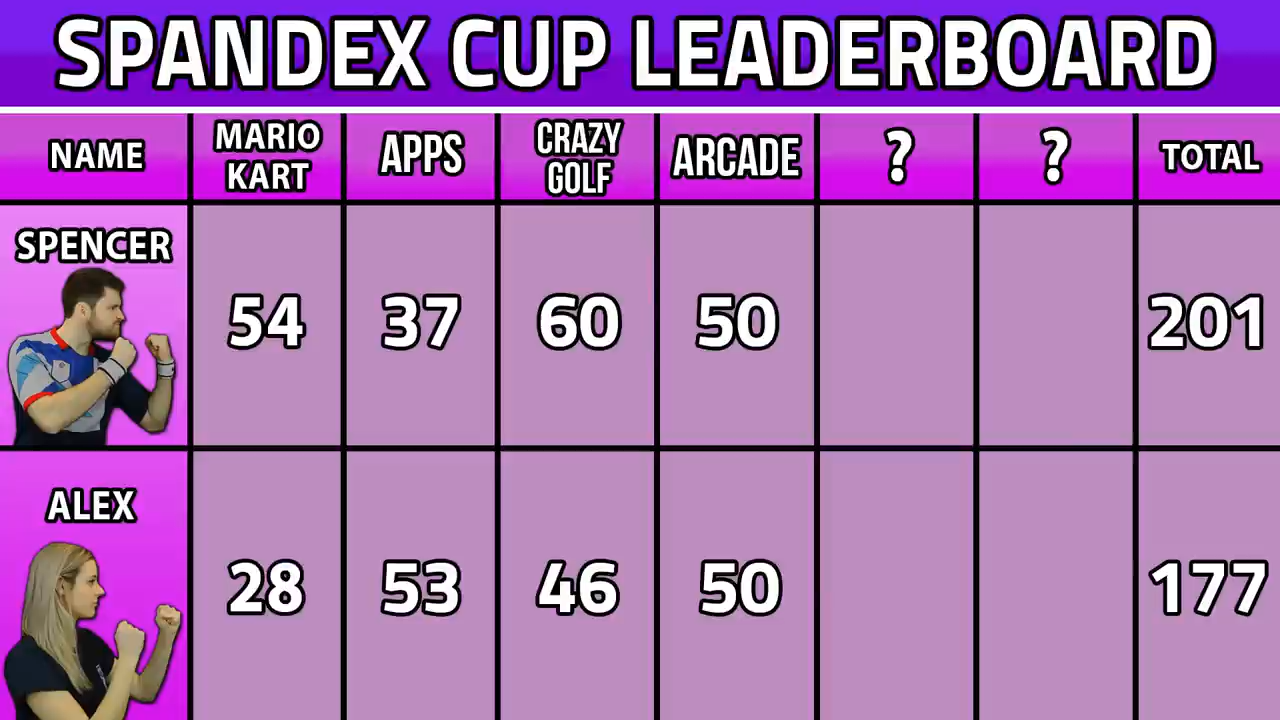 SPANDEX CUP LEADERBOARD
NAME
MARIO
KART
APPS
CRAZY
GOLF
ARCADE
?
?
TOTAL
SPENCER
54
37
60
50
201
ALEX
28
53
46
50
177